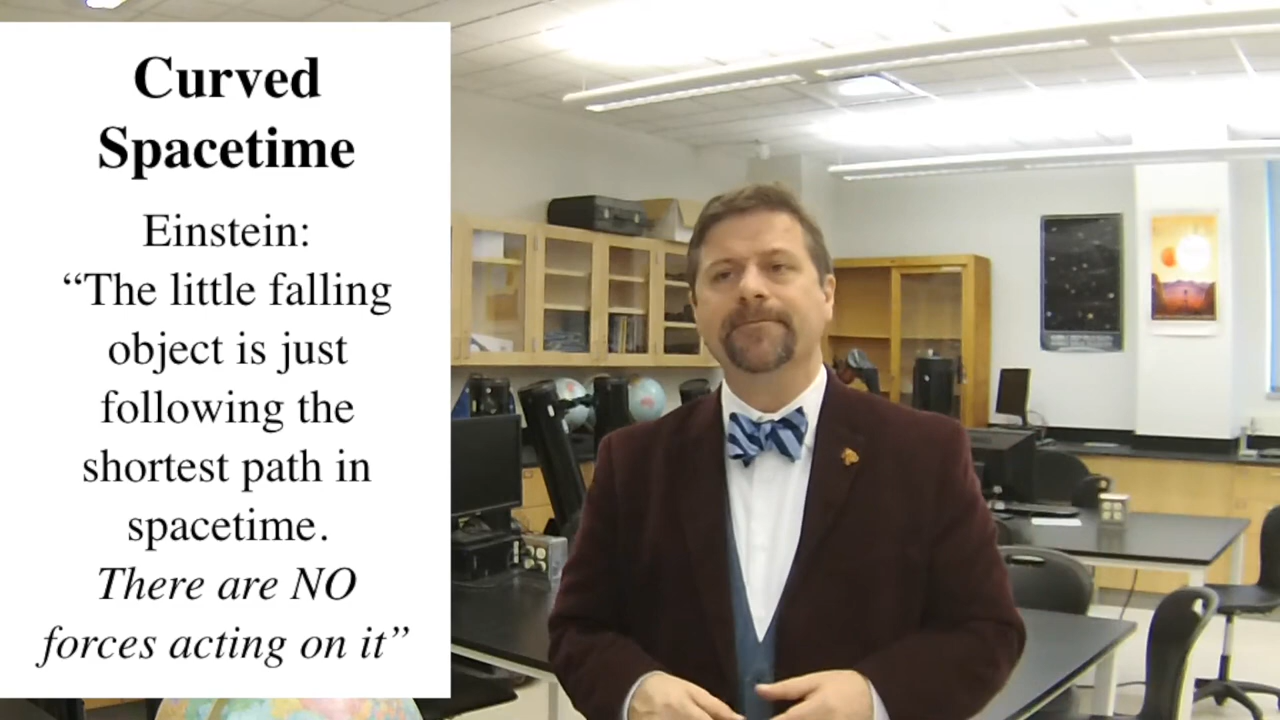 Curved
Spacetime
Einstein:
“The little falling
object is just
following the
shortest path in
spacetime.
There are NO
forces acting on it”